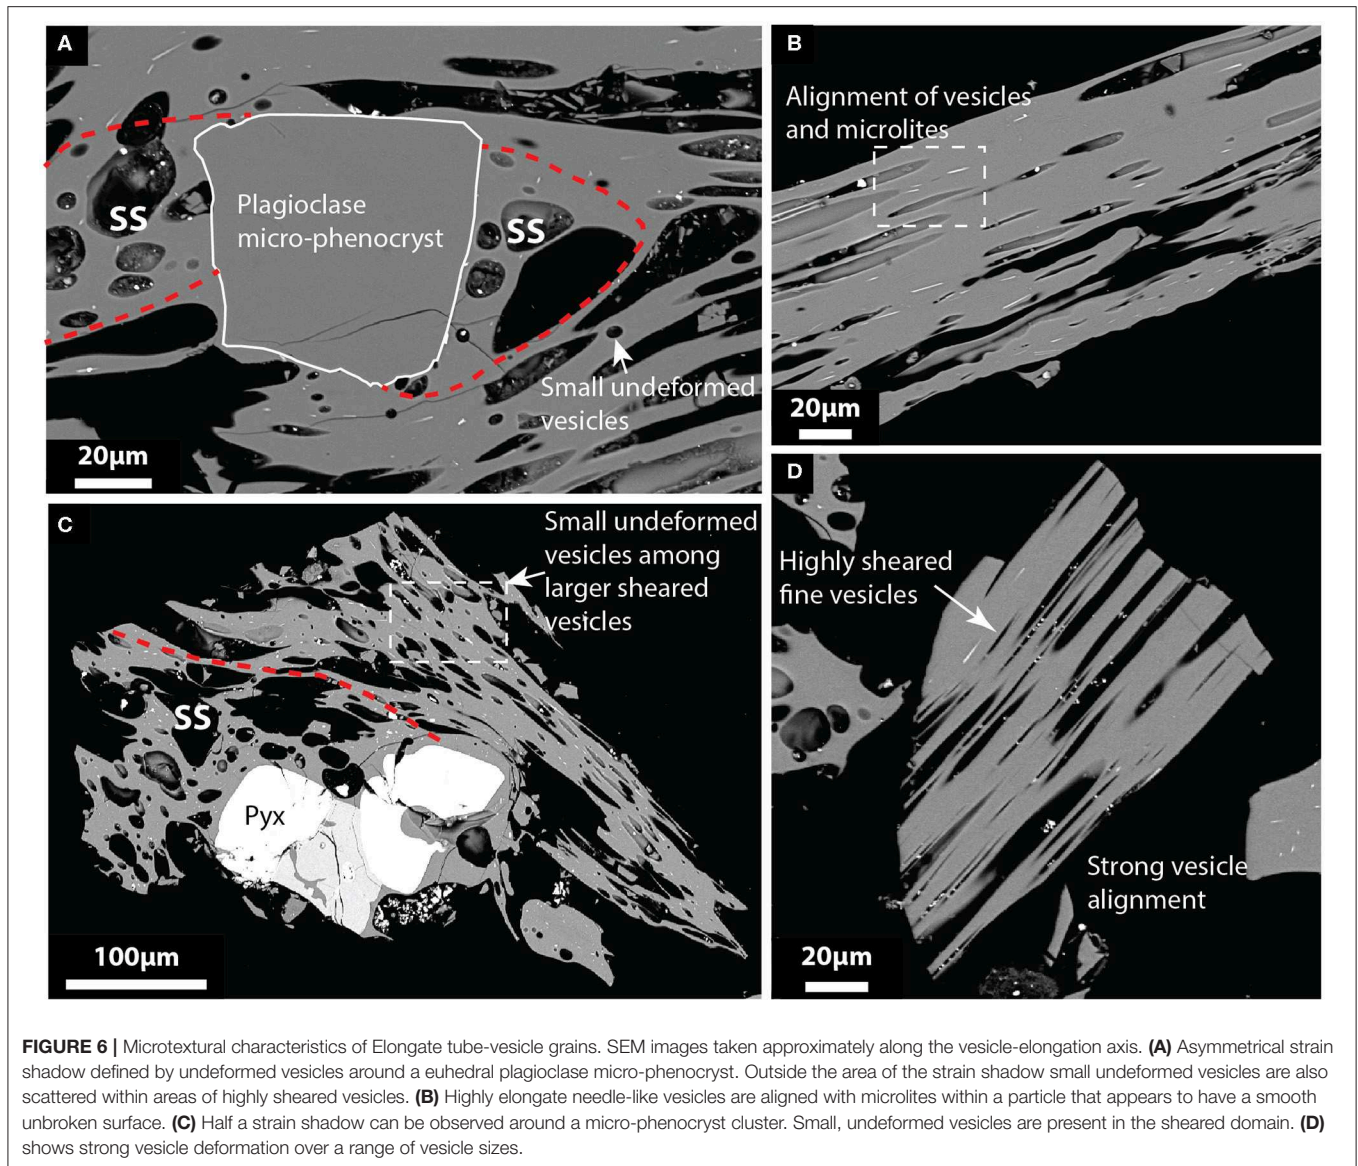 A
SS
Plagioclase
micro-phenocryst
SS
Small undeformed
vesicles
20µm
B
Alignment of vesicles
and microlites
20µm
C
Small undeformed
vesicles among
larger sheared
vesicles
SS
Pyx
100µm
D
Highly sheared
fine vesicles
Strong vesicle
alignment
20µm
FIGURE 6 | Microtextural characteristics of Elongate tube-vesicle grains. SEM images taken approximately along the vesicle-elongation axis. (A) Asymmetrical strain
shadow defined by undeformed vesicles around a euhedral plagioclase micro-phenocryst. Outside the area of the strain shadow small undeformed vesicles are also
scattered within areas of highly sheared vesicles. (B) Highly elongate needle-like vesicles are aligned with microlites within a particle that appears to have a smooth
unbroken surface. (C) Half a strain shadow can be observed around a micro-phenocryst cluster. Small, undeformed vesicles are present in the sheared domain. (D)
shows strong vesicle deformation over a range of vesicle sizes.